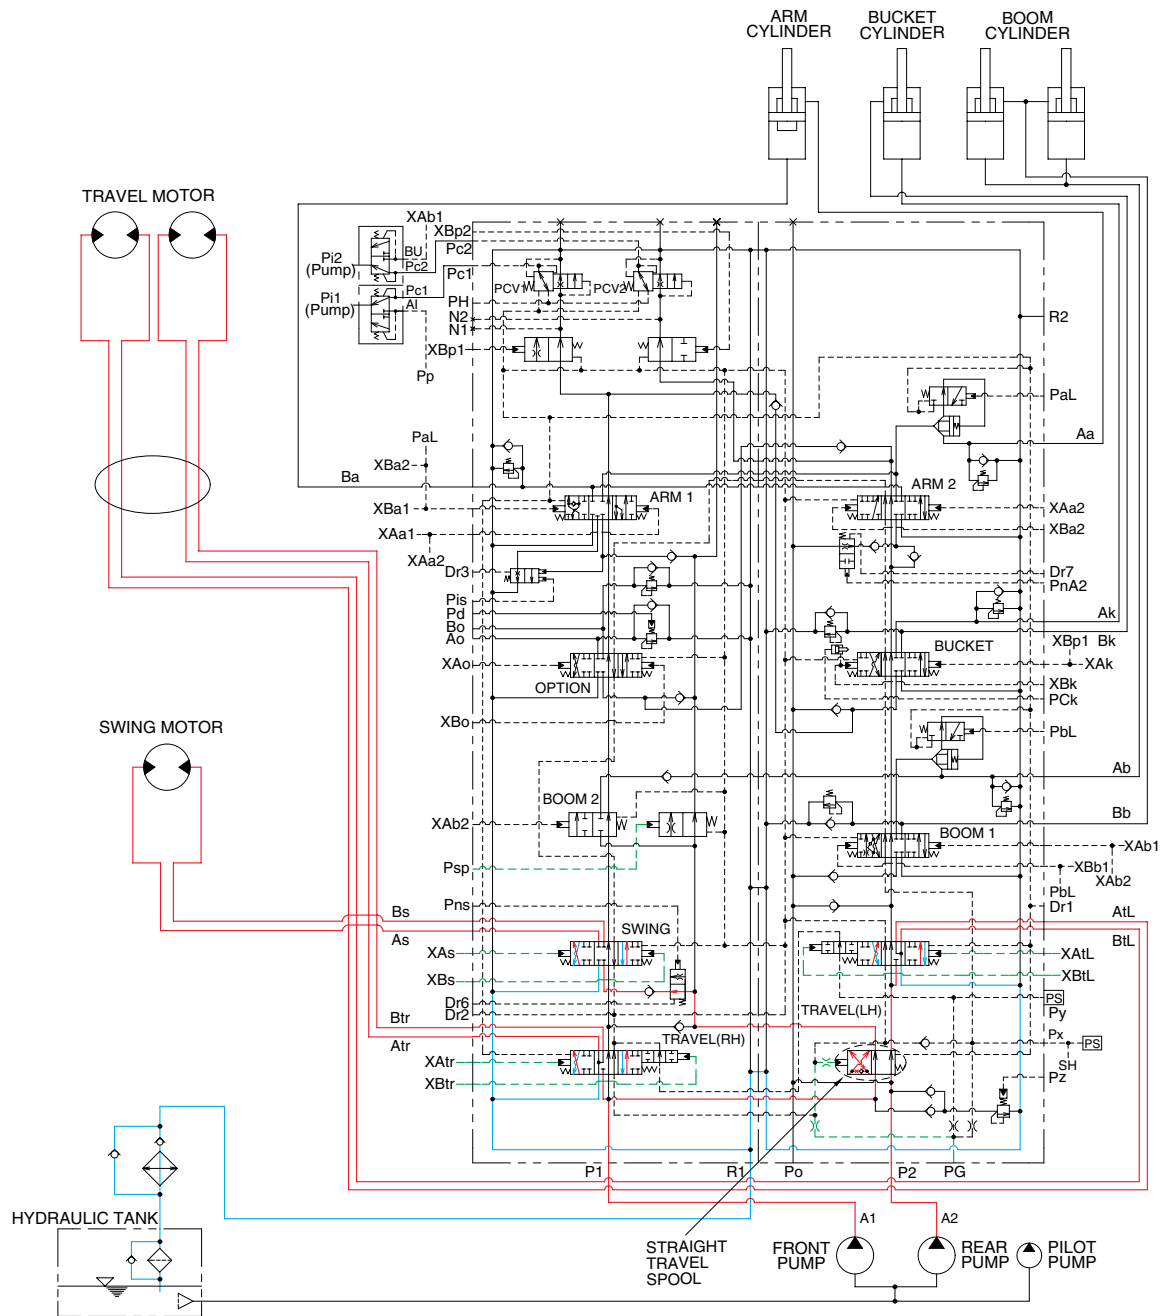 ARM
CYLINDER
BUCKET
CYLINDER
BOOM
CYLINDER
TRAVEL MOTOR
XAb1
XBp2
BU
Pc2
Pc2
Pi2
(Pump)
Pc1
Pc1
Pi1
(Pump)
AI
PCV1
PCV2
PH
N2
N1
XBp1
Pp
R2
PaL
Aa
PaL
XBa2
Ba
XBa1
ARM 1
ARM 2
XAa2
XBa2
XAa1
XAa2
Dr3
Dr7
PnA2
Pis
Pd
Bo
Ao
Ak
XBp1
Bk
XAo
OPTION
BUCKET
XAk
XBk
PCk
XBo
PbL
SWING MOTOR
Ab
BOOM 2
XAb2
Bb
BOOM 1
XAb1
XBb1
XAb2
PbL
Psp
Pns
Dr1
AtL
BtL
Bs
As
SWING
XAs
XBs
XAtL
XBtL
Dr6
Dr2
PS
Py
TRAVEL(LH)
Btr
Atr
TRAVEL(RH)
Px
PS
XAtr
XBtr
SH
Pz
P1
R1
Po
P2
PG
HYDRAULIC TANK
A1
A2
STRAIGHT
TRAVEL
SPOOL
FRONT
PUMP
REAR
PUMP
PILOT
PUMP